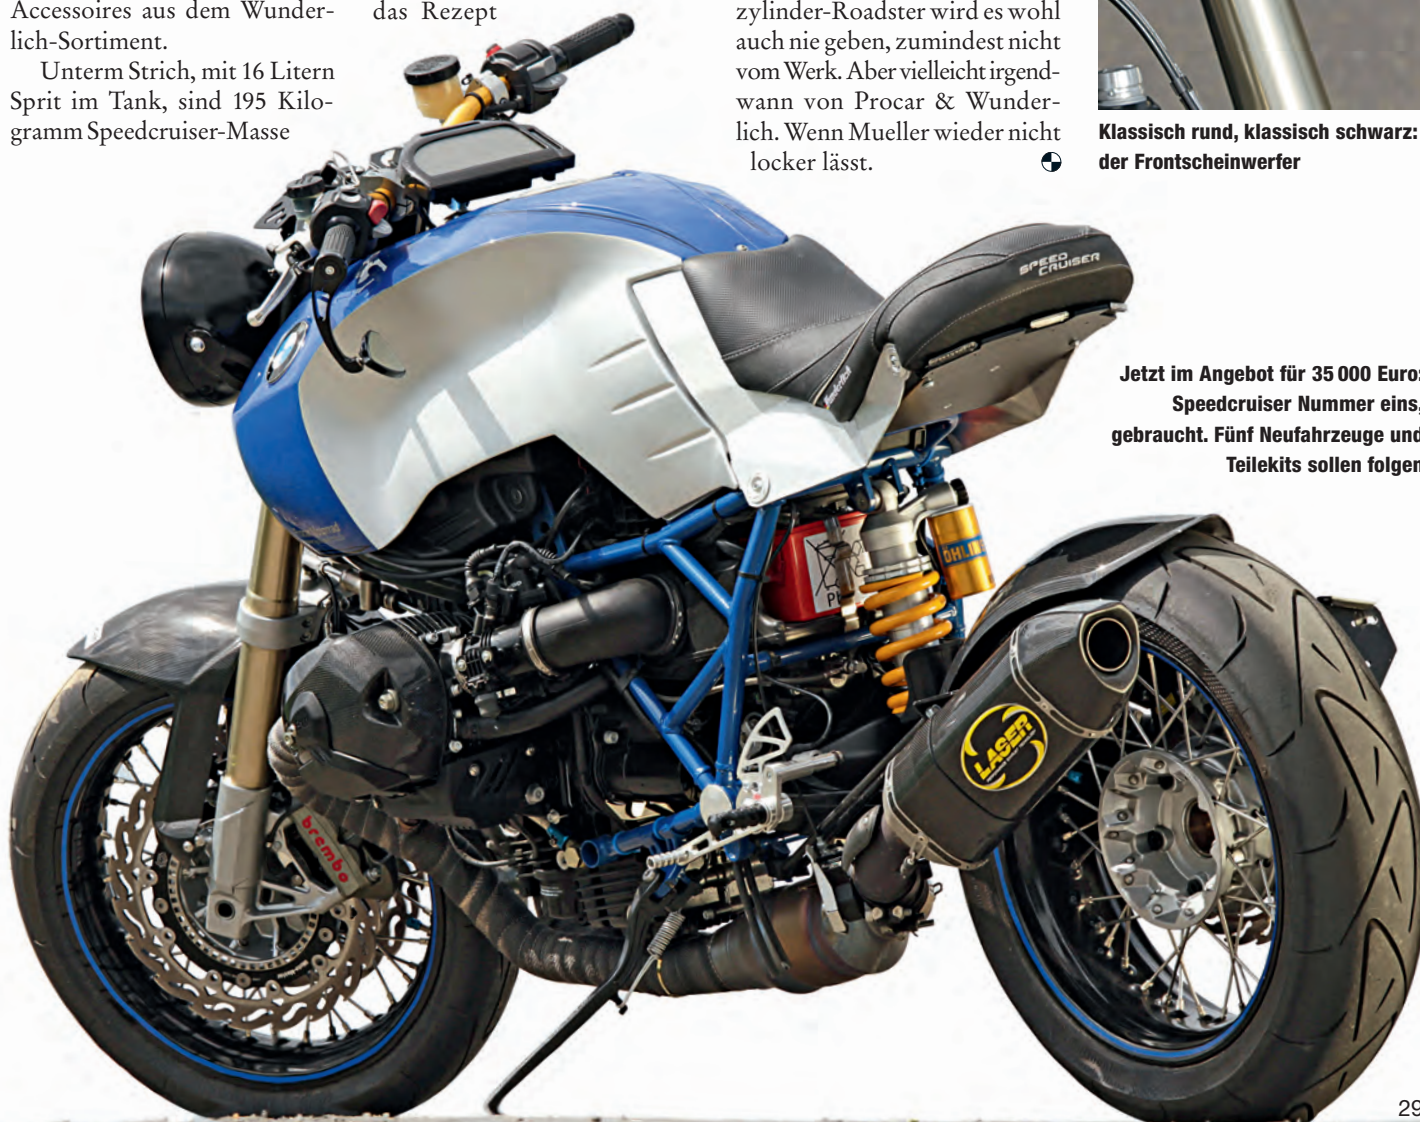 Accessoires aus dem Wunder-
lich-Sortiment.
Unterm Strich, mit 16 Litern
Sprit im Tank, sind 195 Kilo-
gramm Speedcruiser-Masse
das Rezept
zylinder-Roadster wird es wohl
auch nie geben, zumindest nicht
vom Werk. Aber vielleicht irgend-
wann von Procar & Wunder-
lich. Wenn Mueller wieder nicht
locker lässt.
Klassisch rund, klassisch schwarz:
der Frontscheinwerfer
Jetzt im Angebot für 35 000 Euro:
Speedcruiser Nummer eins,
gebraucht. Fünf Neufahrzeuge und
Teilekits sollen folgen
SPEED
CRUISER
Wunderlich
ÖHLINS
LASER
brembo
29